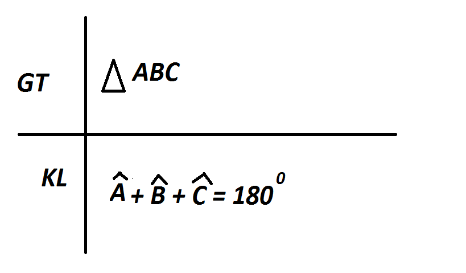 GT △ ABC
KL Â + B̂ + Ĉ = 180⁰